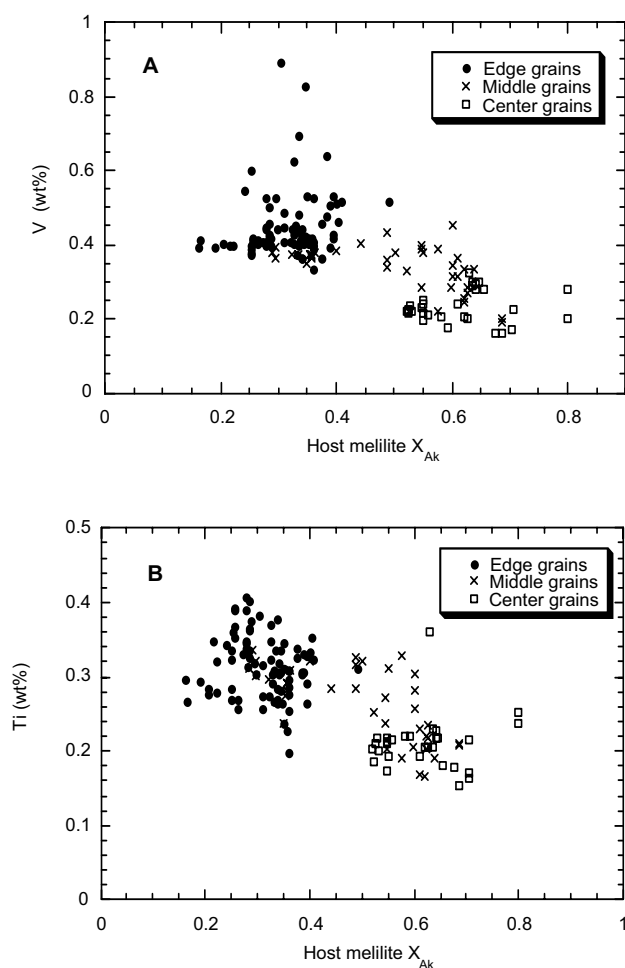 1
A
Edge grains
Middle grains
Center grains
0.8
0.6
V (wt%)
0.4
0.2
0
0 0.2 0.4 0.6 0.8
Host melilite X_Ak
0.5
B
Edge grains
Middle grains
Center grains
0.4
0.3
Ti (wt%)
0.2
0.1
0
0 0.2 0.4 0.6 0.8 1
Host melilite X_Ak